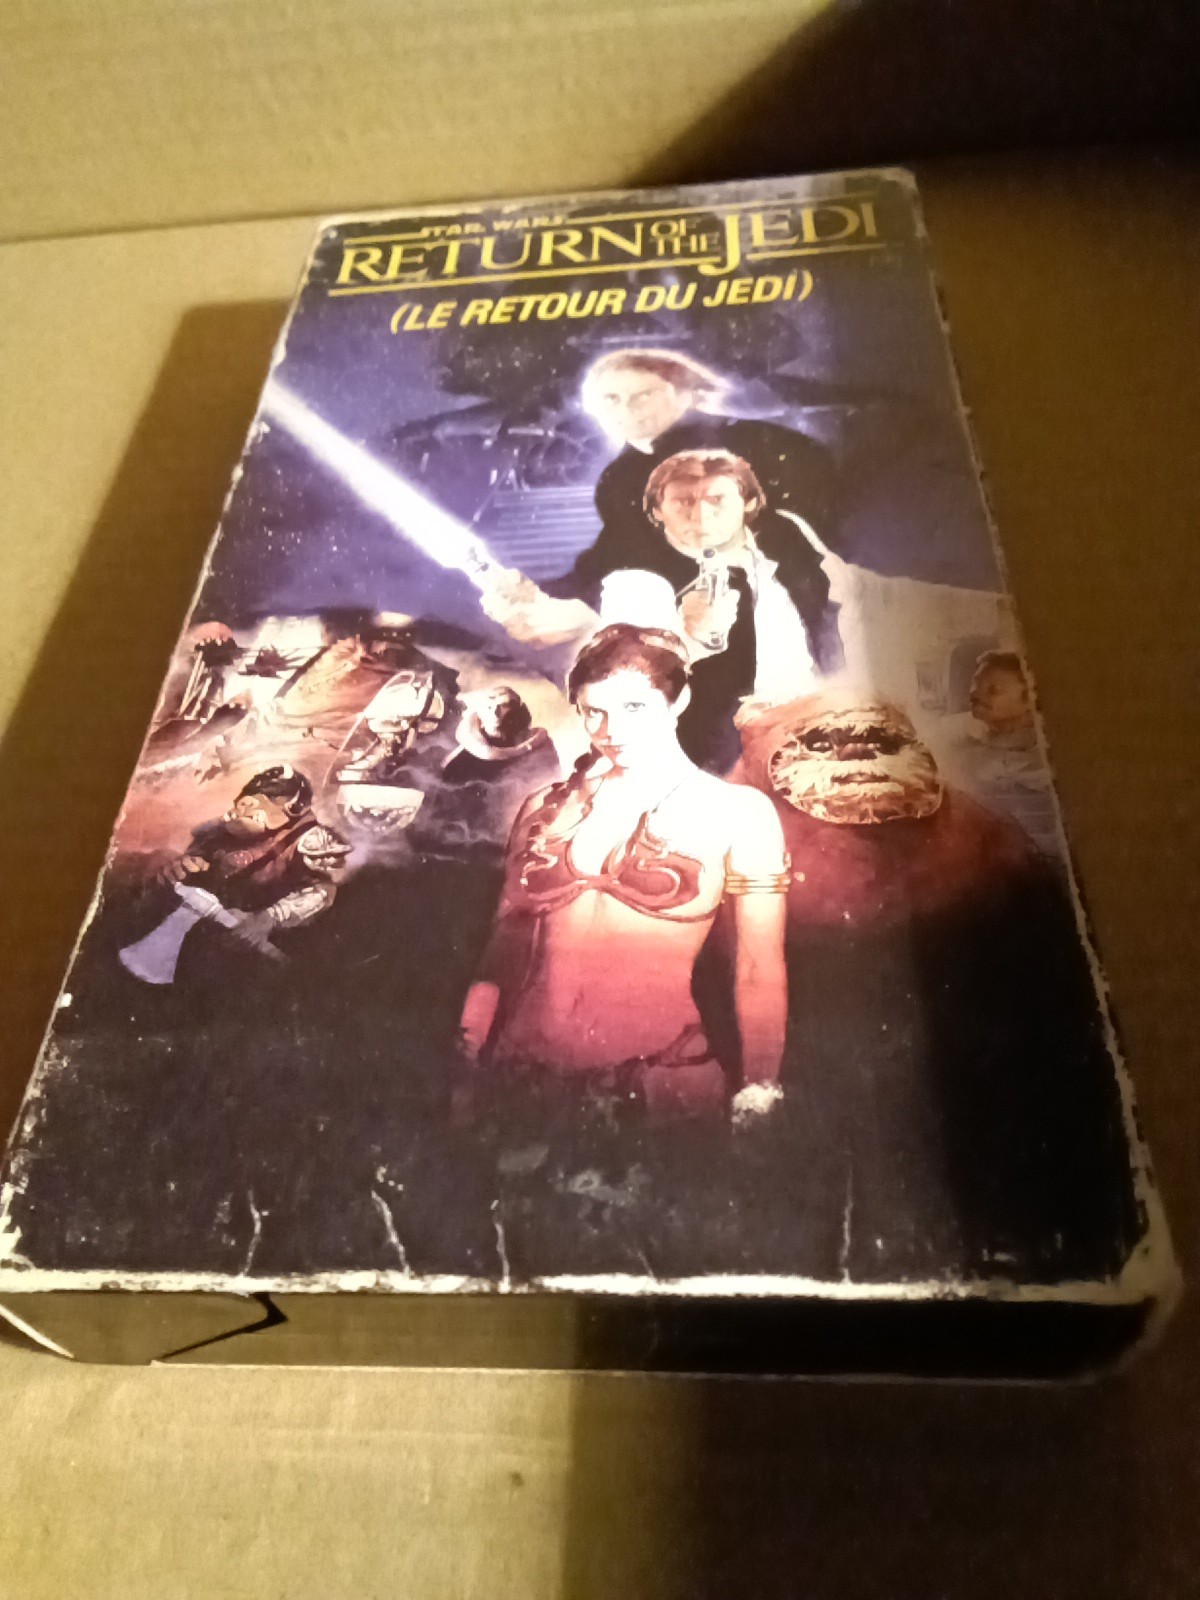 STAR WARS
RETURN OF THE JEDI
(LE RETOUR DU JEDI)